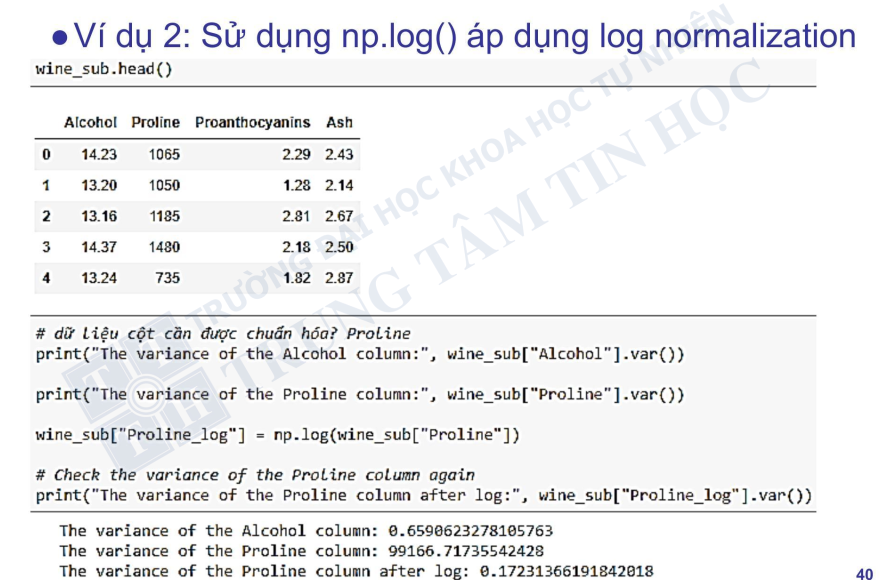 ●Ví dụ 2: Sử dụng np.log() áp dụng log normalization
wine_sub.head()
Alcohol Proline Proanthocyanins Ash
0 14.23 1065 2.29 2.43
1 13.20 1050 1.28 2.14
2 13.16 1185 2.81 2.67
3 14.37 1480 2.18 2.50
4 13.24 735 1.82 2.87
# dữ liệu cột cần được chuẩn hóa? Proline
print("The variance of the Alcohol column:", wine_sub["Alcohol"].var())
print("The variance of the Proline column:", wine_sub["Proline"].var())
wine_sub["Proline_log"] = np.log(wine_sub["Proline"])
# Check the variance of the Proline column again
print("The variance of the Proline column after log:", wine_sub["Proline_log"].var())
The variance of the Alcohol column: 0.6590623278105763
The variance of the Proline column: 99166.71735542428
The variance of the Proline column after log: 0.17231366191842018
TRƯỜNG ĐẠI HỌC KHOA HỌC TỰ NHIÊN
TRUNG TÂM TIN HỌC
40